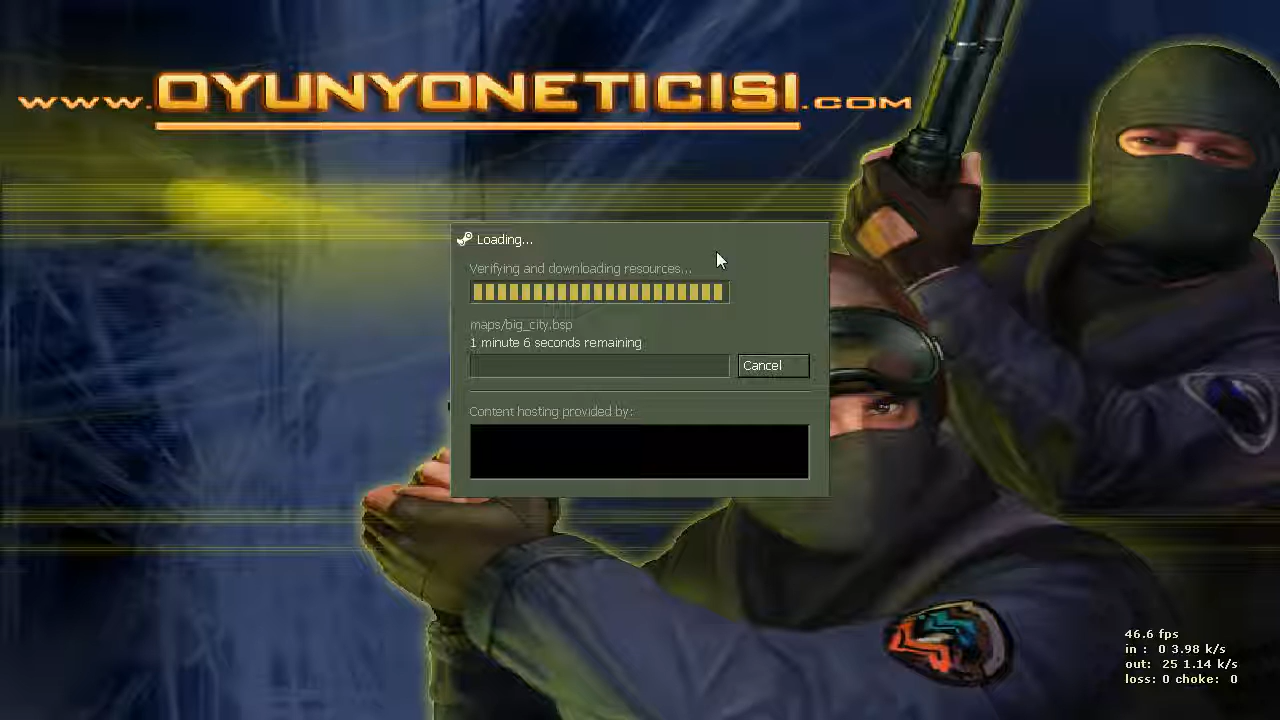 www.OYUNYONETICISI.COM
Loading...
Verifying and downloading resources...
maps/big_city.bsp
1 minute 6 seconds remaining
Cancel
Content hosting provided by:
46.6 fps
in :  0 3.98 k/s
out:  25 1.14 k/s
loss: 0 choke:  0